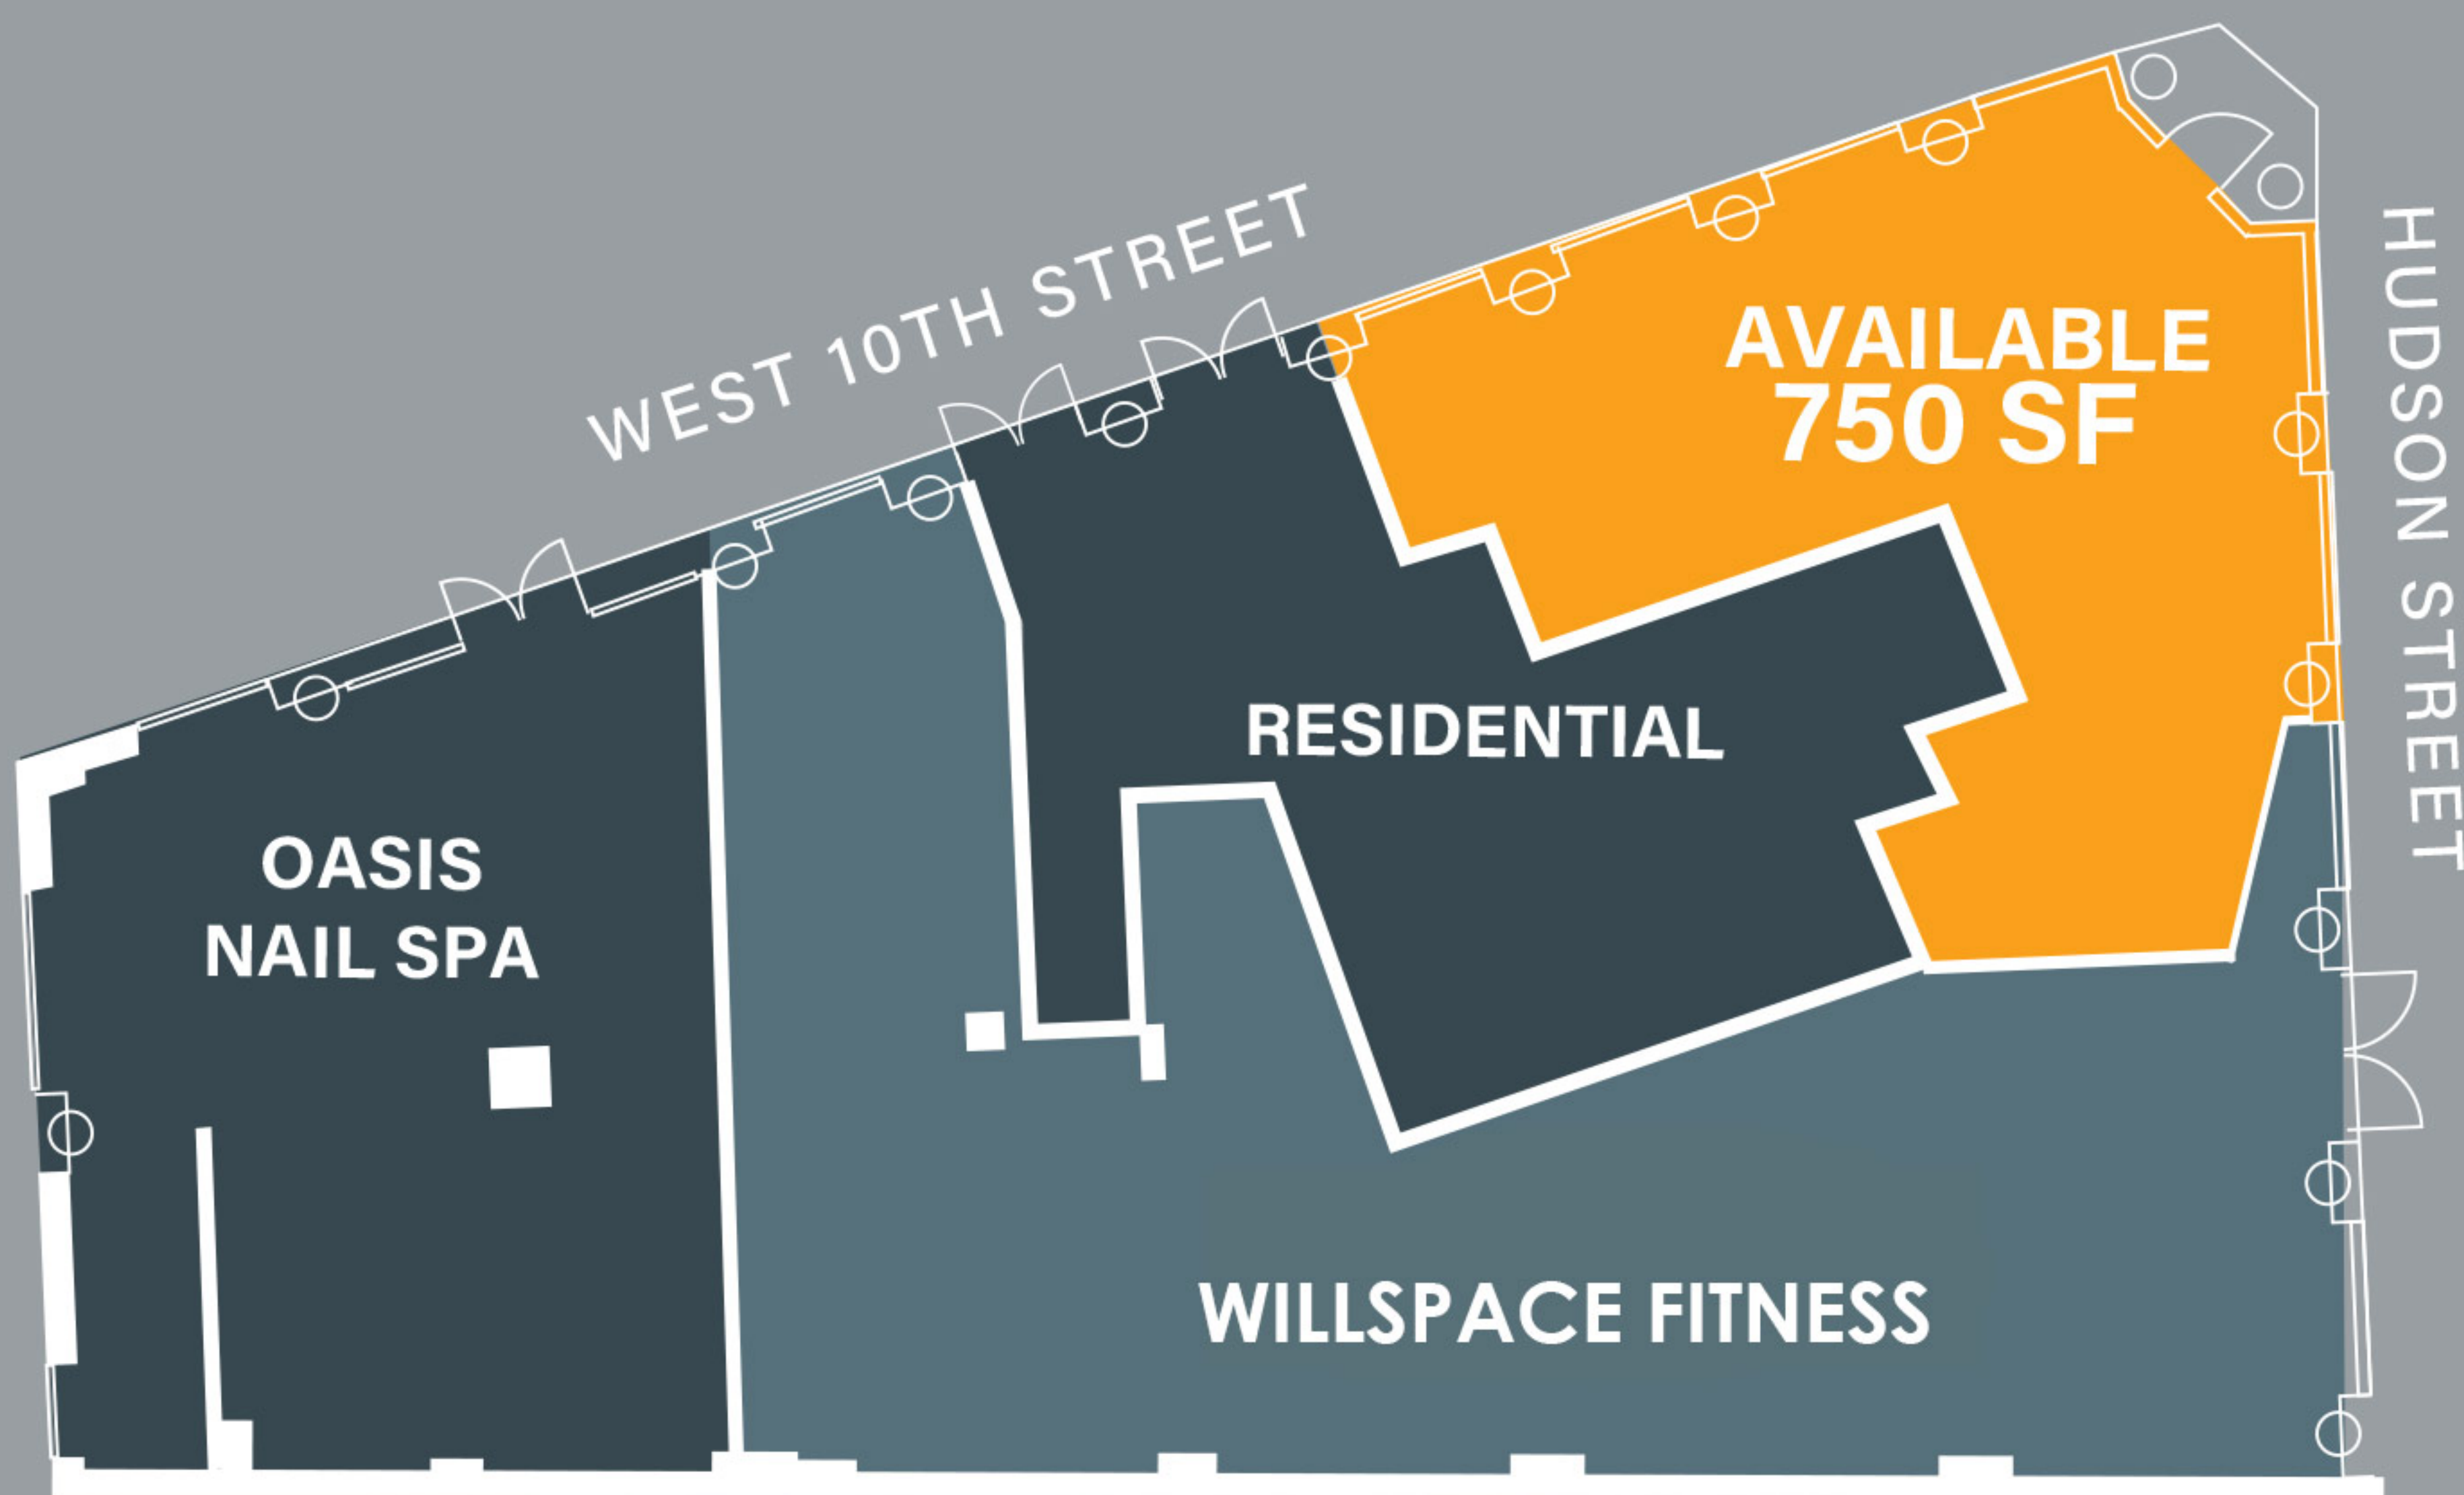 WEST 10TH STREET
HUDSON STREET
AVAILABLE
750 SF
RESIDENTIAL
OASIS
NAIL SPA
WILLSPACE FITNESS